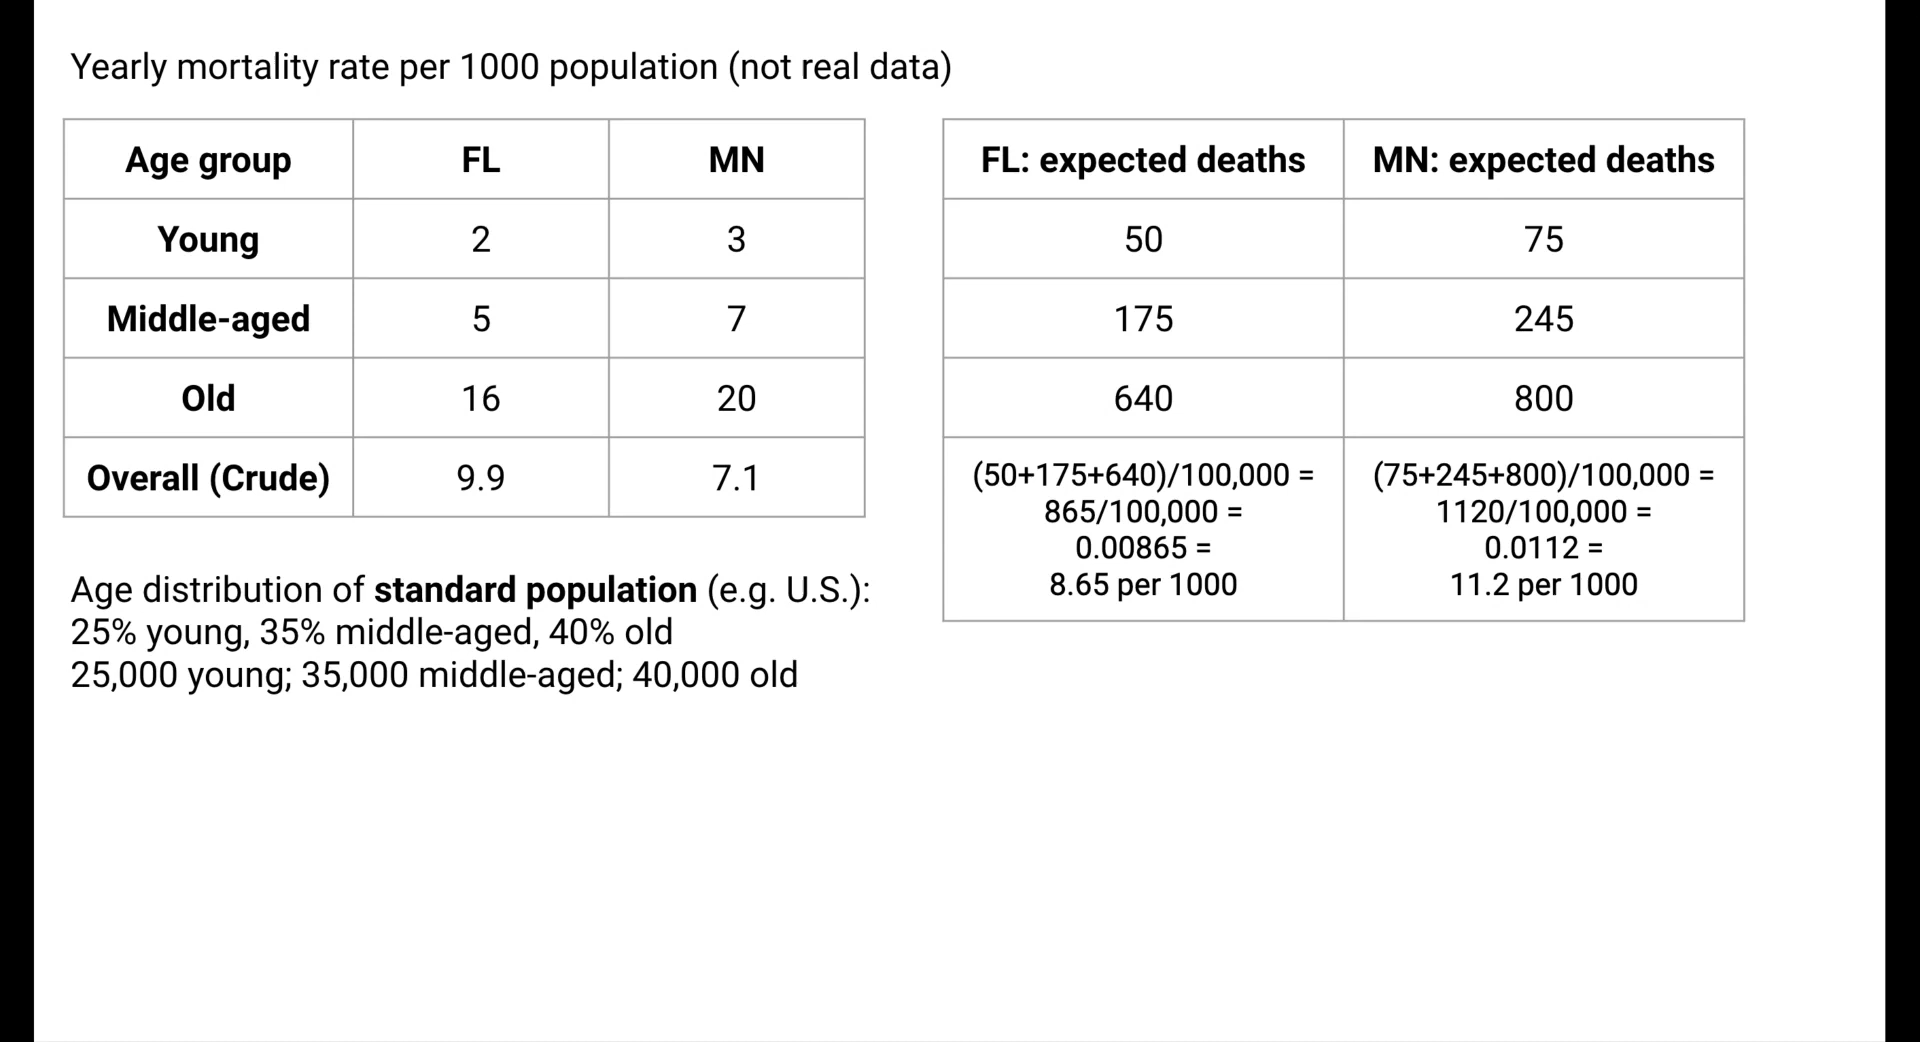 Yearly mortality rate per 1000 population (not real data)
Age group FL MN
Young 2 3
Middle-aged 5 7
Old 16 20
Overall (Crude) 9.9 7.1
Age distribution of standard population (e.g. U.S.):
25% young, 35% middle-aged, 40% old
25,000 young; 35,000 middle-aged; 40,000 old
FL: expected deaths MN: expected deaths
50 75
175 245
640 800
(50+175+640)/100,000 = (75+245+800)/100,000 =
865/100,000 = 1120/100,000 =
0.00865 = 0.0112 =
8.65 per 1000 11.2 per 1000